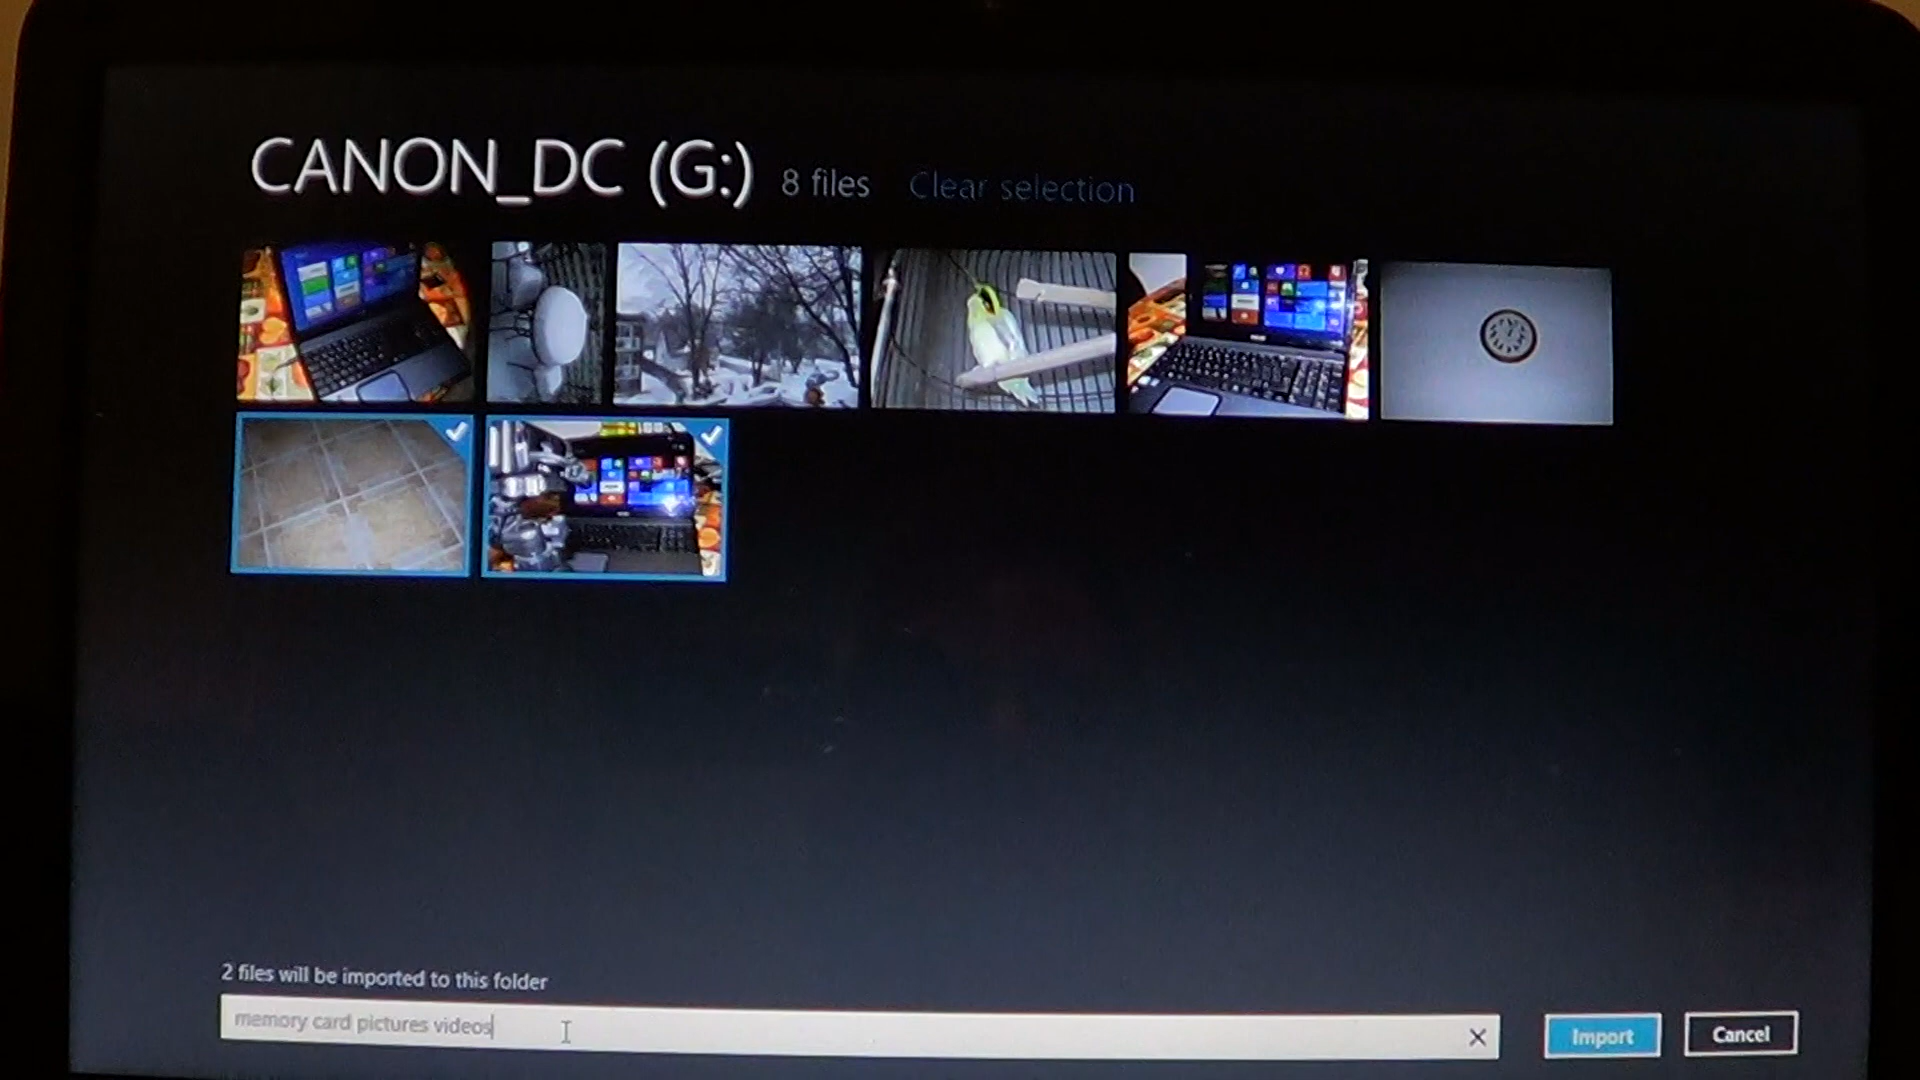 CANON_DC (G:) 8 files Clear selection
2 files will be imported to this folder
memory card pictures videos
Import Cancel